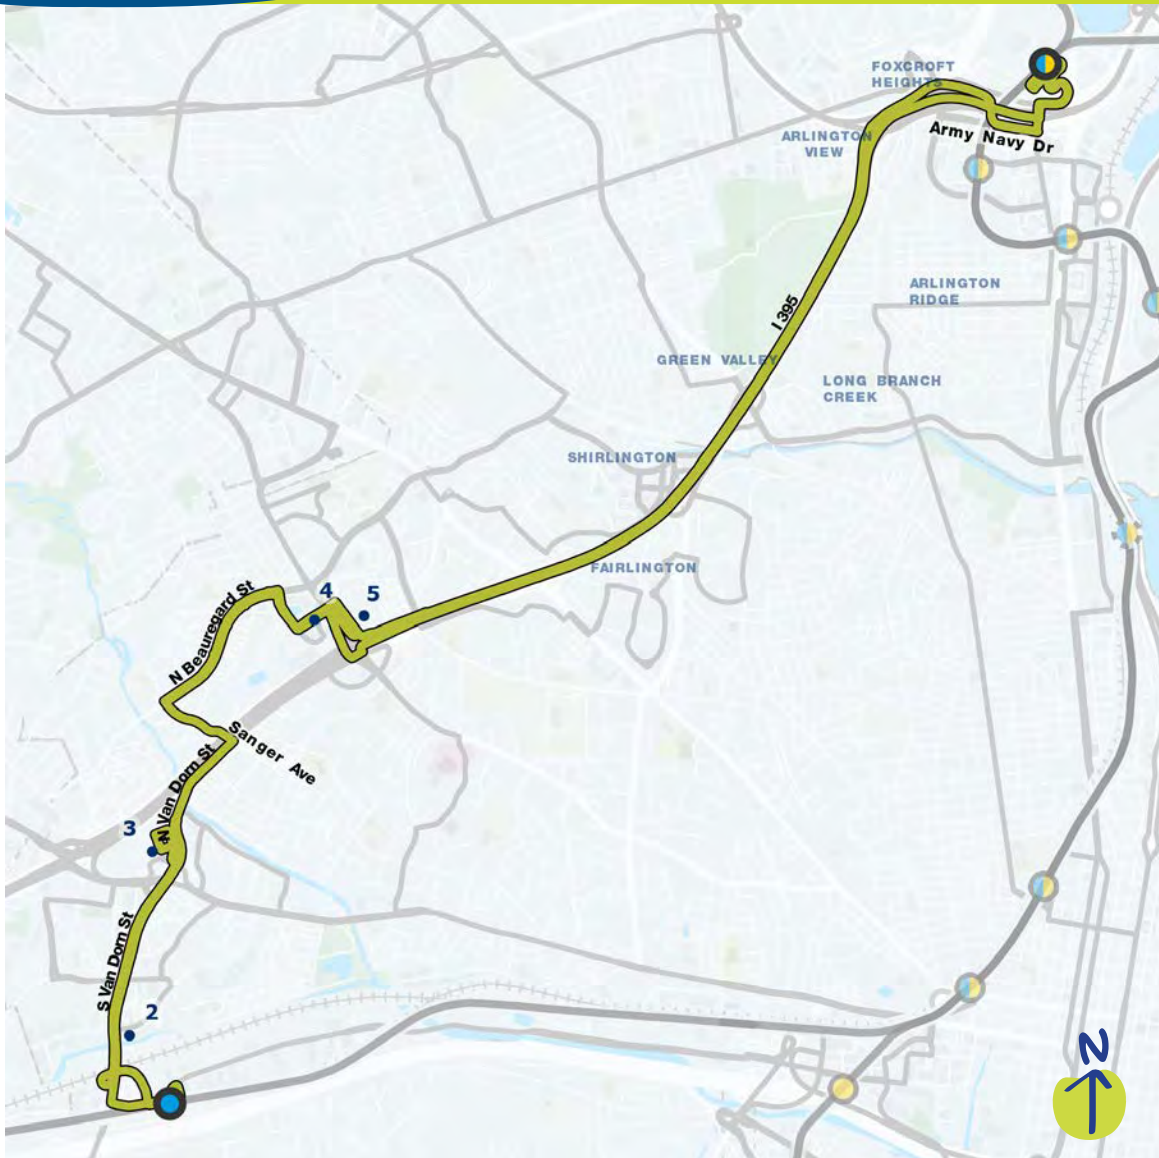 FOXCROFT
HEIGHTS
Army Navy Dr
ARLINGTON
VIEW
ARLINGTON
RIDGE
I 395
GREEN VALLEY
LONG BRANCH
CREEK
SHIRLINGTON
FAIRLINGTON
4
5
N Beauregard St
Sanger Ave
N Van Dorn St
3
S Van Dorn St
2
N